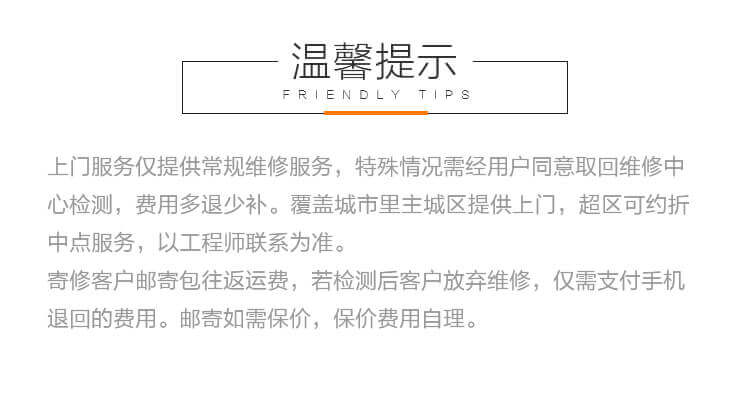 温馨提示
FRIENDLY TIPS
上门服务仅提供常规维修服务，特殊情况需经用户同意取回维修中
心检测，费用多退少补。覆盖城市里主城区提供上门，超区可约折
中点服务，以工程师联系为准。
寄修客户邮寄包往返运费，若检测后客户放弃维修，仅需支付手机
退回的费用。邮寄如需保价，保价费用自理。